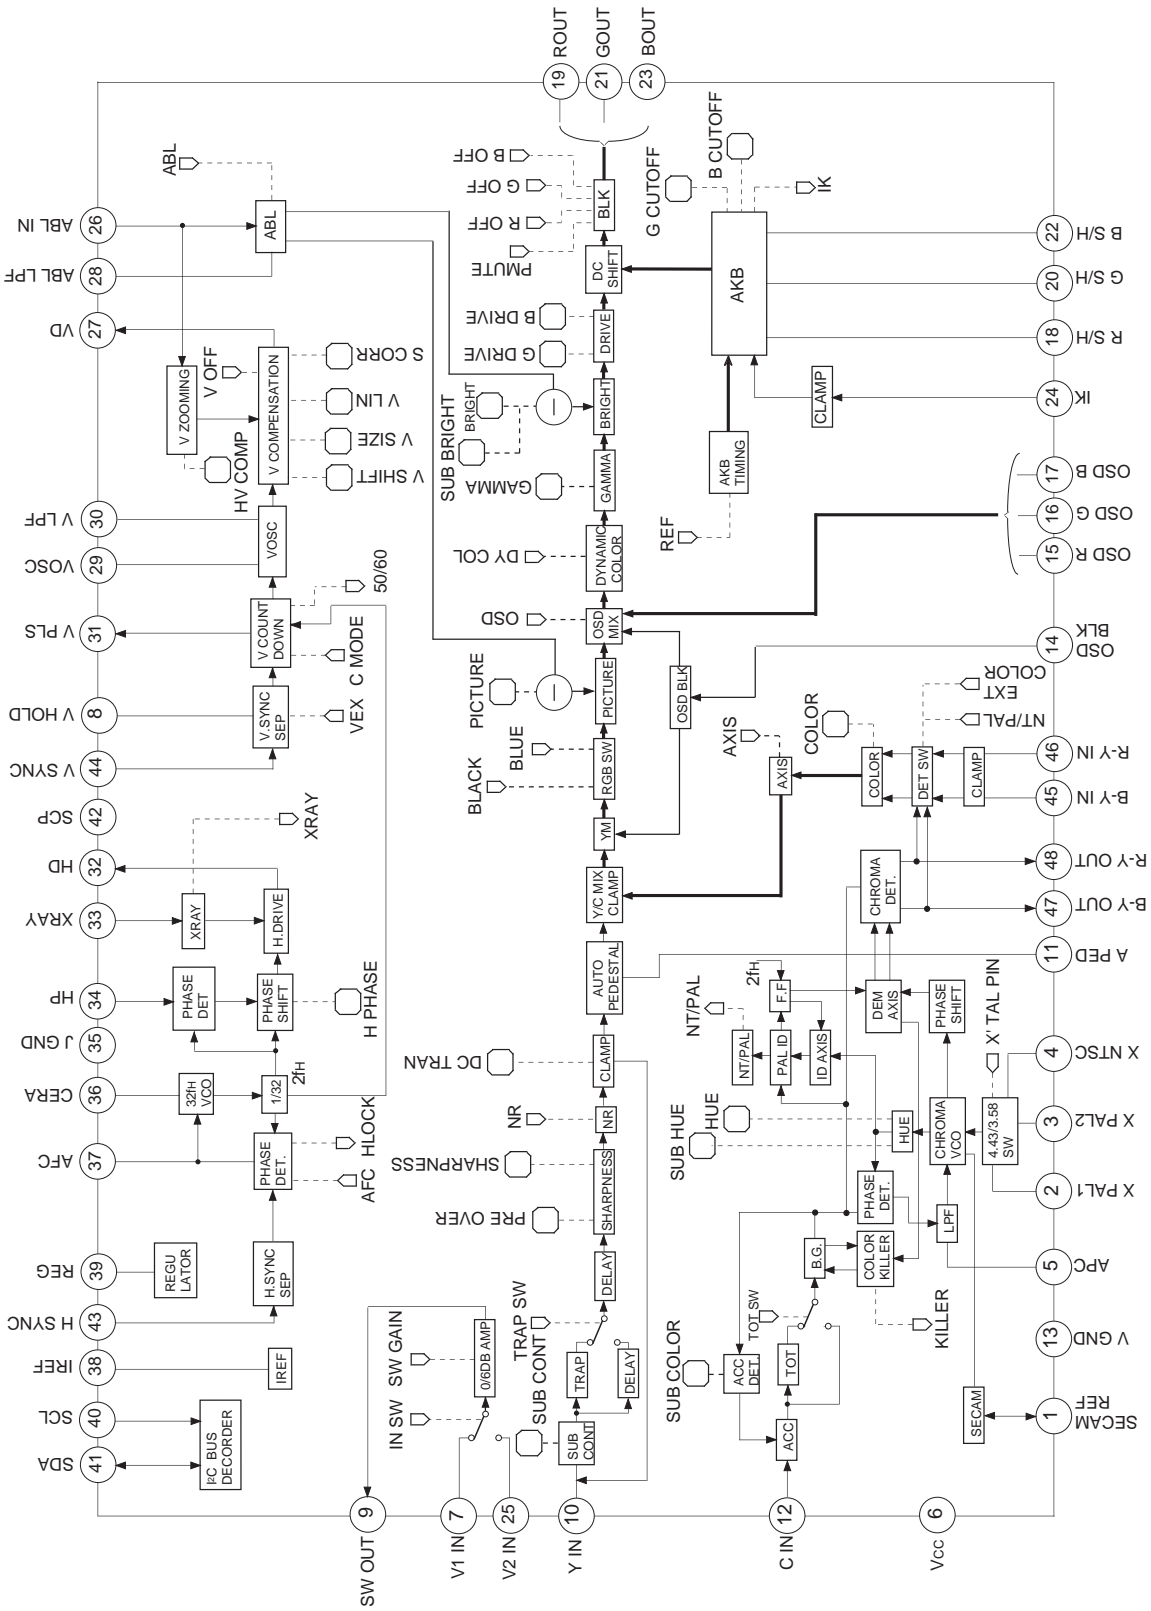 41 SDA
40 SCL
38 IREF
43 H SYNC
39 REG
37 AFC
36 CERA
35 J GND
34 HP
33 XRAY
32 HD
42 SCP
44 V SYNC
8 V HOLD
31 V PLS
29 VOSC
30 V LPF
27 VD
28 ABL LPF
26 ABL IN
I²C BUS
DECORDER
IREF
H.SYNC
SEP
REGU
LATOR
PHASE
DET.
AFC
HLOCK
32fH
VCO
1/32
2fH
PHASE
DET
PHASE
SHIFT
H PHASE
XRAY
H.DRIVE
XRAY
V.SYNC
SEP
VEX
C MODE
V COUNT
DOWN
50/60
VOSC
HV COMP
V ZOOMING
V OFF
V COMPENSATION
V SHIFT
V SIZE
V LIN
S CORR
ABL
ABL
9
SW OUT
7
V1 IN
25
V2 IN
10
Y IN
12
C IN
6
VCC
IN SW
SW GAIN
0/6DB AMP
SUB CONT
TRAP SW
SUB
CONT
TRAP
DELAY
DELAY
PRE OVER
SHARPNESS
SHARPNESS
NR
NR
DC TRAN
CLAMP
AUTO
PEDESTAL
Y/C MIX
CLAMP
YM
BLACK
BLUE
RGB SW
PICTURE
PICTURE
OSD
OSD
MIX
OSD BLK
DY COL
DYNAMIC
COLOR
GAMMA
GAMMA
SUB BRIGHT
BRIGHT
BRIGHT
G DRIVE
B DRIVE
DRIVE
DC
SHIFT
PMUTE
R OFF
G OFF
B OFF
BLK
19
ROUT
21
GOUT
23
BOUT
REF
AKB
TIMING
CLAMP
AKB
G CUTOFF
B CUTOFF
IK
SUB COLOR
ACC
DET.
ACC
TOT SW
TOT
B.G.
COLOR
KILLER
KILLER
PHASE
DET.
LPF
SUB HUE
HUE
HUE
CHROMA
VCO
4.43/3.58
SW
X' TAL PIN
SECAM
NT/PAL
NT/PAL
PAL ID
ID AXIS
2fH
F.F
DEM
AXIS
PHASE
SHIFT
CHROMA
DET.
AXIS
AXIS
COLOR
COLOR
DET SW
CLAMP
NT/PAL
EXT
COLOR
1 SECAM
REF
13 V GND
5 APC
2 X PAL1
3 X PAL2
4 X NTSC
11 A PED
47 B-Y OUT
48 R-Y OUT
45 B-Y IN
46 R-Y IN
14 OSD
BLK
15 OSD R
16 OSD G
17 OSD B
24 IK
18 R S/H
20 G S/H
22 B S/H